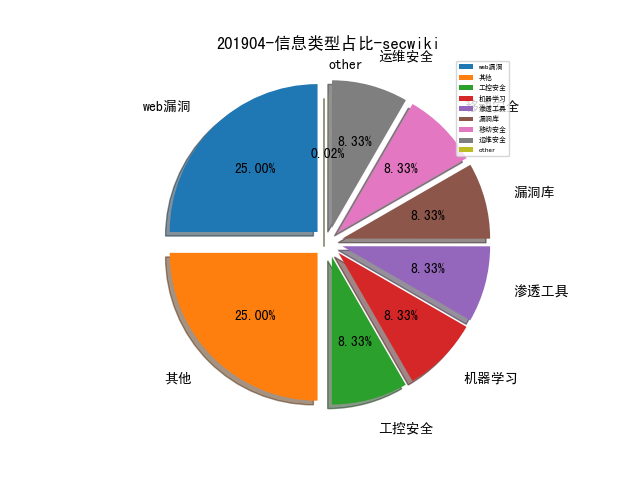 201904-信息类型占比-secwiki
other
运维安全
web漏洞
web漏洞
其他
工控安全
机器学习
渗透工具
漏洞库
移动安全
运维安全
other
移动安全
8.33%
0.02%
25.00%
8.33%
漏洞库
8.33%
8.33%
渗透工具
25.00%
8.33%
8.33%
其他
机器学习
工控安全